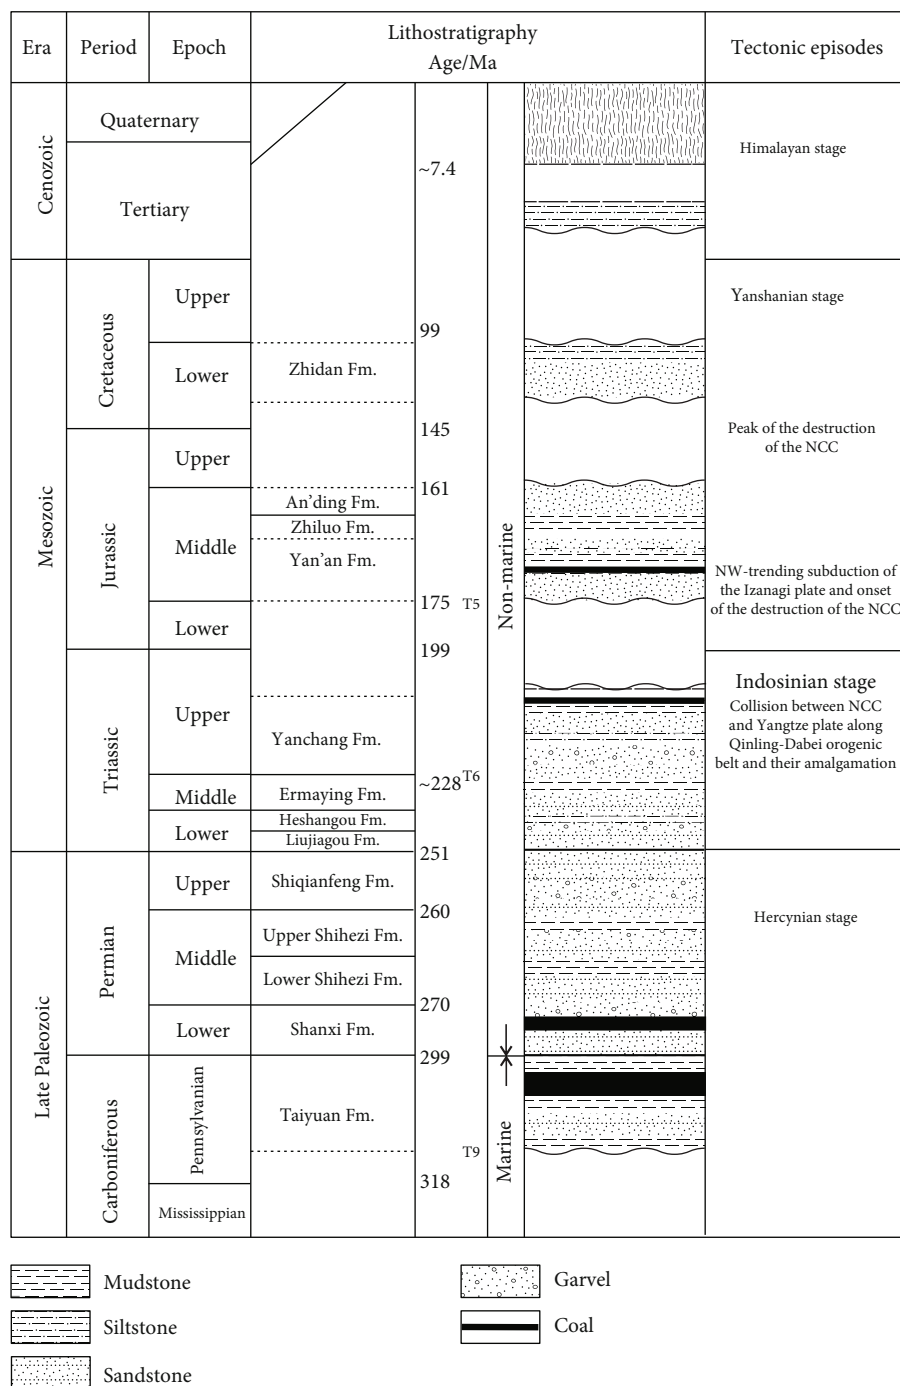 Era
Period
Epoch
Lithostratigraphy
Age/Ma
Tectonic episodes
Cenozoic
Quaternary
Tertiary
~7.4
Himalayan stage
Mesozoic
Cretaceous
Upper
99
Yanshanian stage
Lower
Zhidan Fm.
145
Peak of the destruction
of the NCC
Jurassic
Upper
161
Middle
An'ding Fm.
Zhiluo Fm.
Yan'an Fm.
175
T5
NW-trending subduction of
the Izanagi plate and onset
of the destruction of the NCC
Lower
199
Non-marine
Triassic
Upper
Yanchang Fm.
~228
T6
Indosinian stage
Collision between NCC
and Yangtze plate along
Qinling-Dabei orogenic
belt and their amalgamation
Middle
Ermaying Fm.
Lower
Heshangou Fm.
Liujiagou Fm.
251
Late Paleozoic
Permian
Upper
Shiqianfeng Fm.
260
Hercynian stage
Middle
Upper Shihezi Fm.
Lower Shihezi Fm.
270
Lower
Shanxi Fm.
299
Carboniferous
Pennsylvanian
Taiyuan Fm.
T9
318
Marine
Mississippian
Mudstone
Siltstone
Sandstone
Garvel
Coal